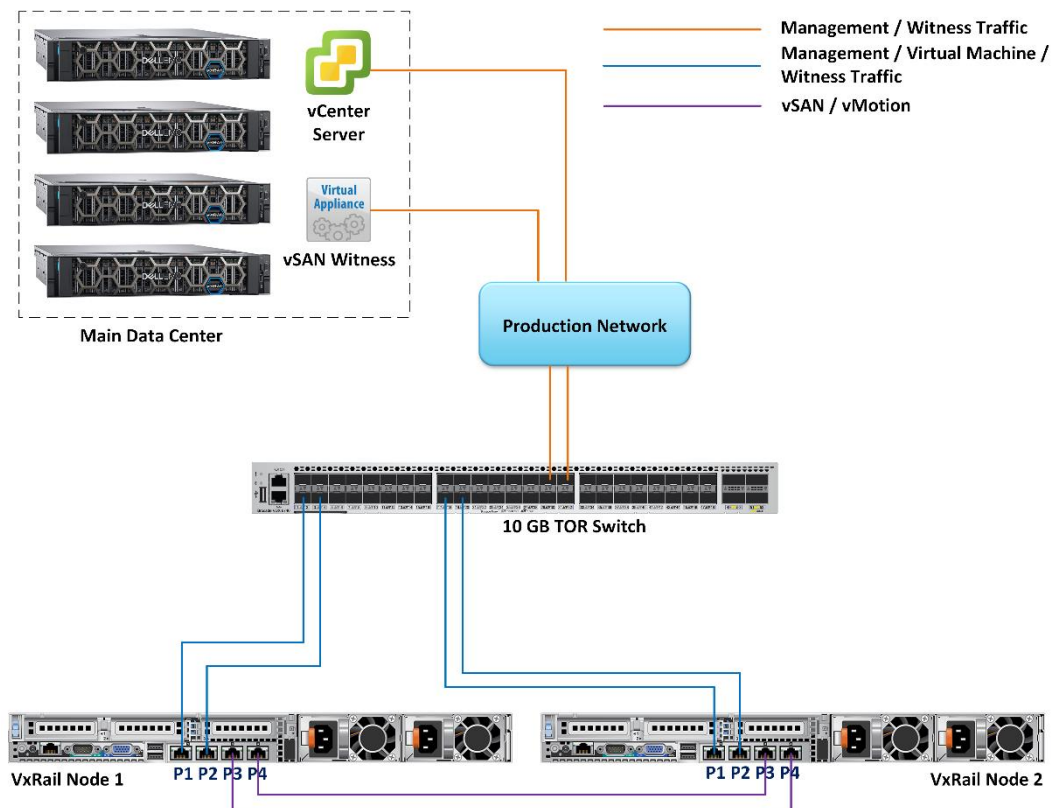 Management / Witness Traffic
Management / Virtual Machine /
Witness Traffic
vSAN / vMotion
vCenter
Server
Virtual
Appliance
vSAN Witness
Main Data Center
Production Network
10 GB TOR Switch
P1 P2 P3 P4
P1 P2 P3 P4
VxRail Node 1
VxRail Node 2